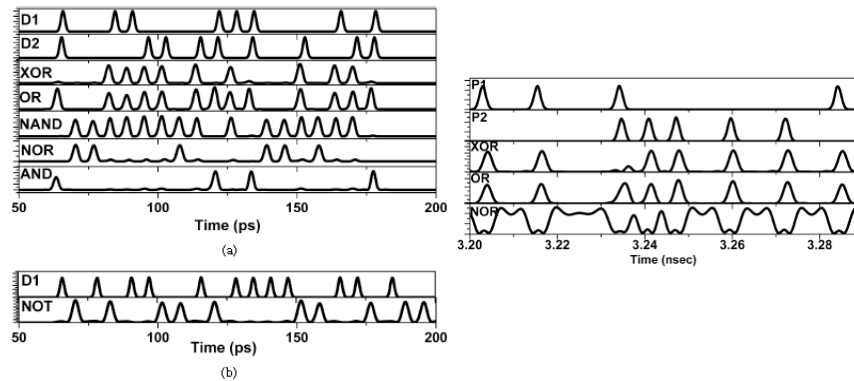 D1
D2
XOR
OR
NAND
NOR
AND
50 100 150 200
Time (ps)
(a)
D1
NOT
50 100 150 200
Time (ps)
(b)
P1
P2
XOR
OR
NOR
3.20 3.22 3.24 3.26 3.28
Time (nsec)